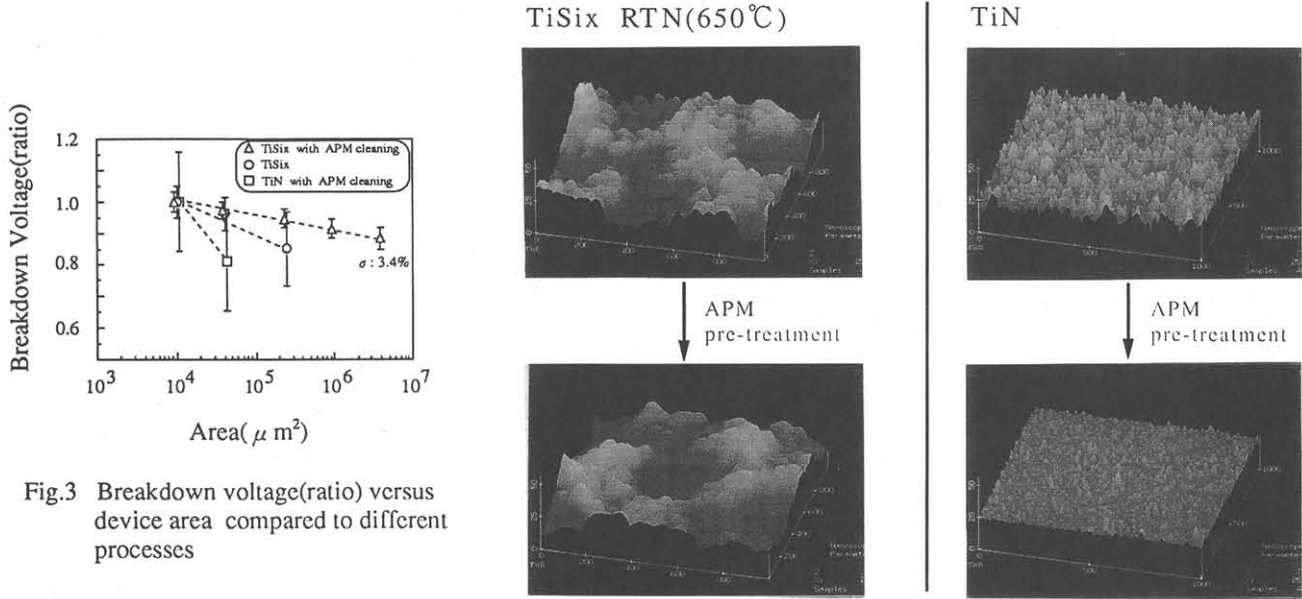 Breakdown Voltage(ratio)
1.2
1.0
0.8
0.6
TiSix with APM cleaning
TiSix
TiN with APM cleaning
σ : 3.4%
10³ 10⁴ 10⁵ 10⁶ 10⁷
Area( μ m²)
Fig.3 Breakdown voltage(ratio) versus
device area compared to different
processes
TiSix RTN(650℃)
APM
pre-treatment
TiN
APM
pre-treatment